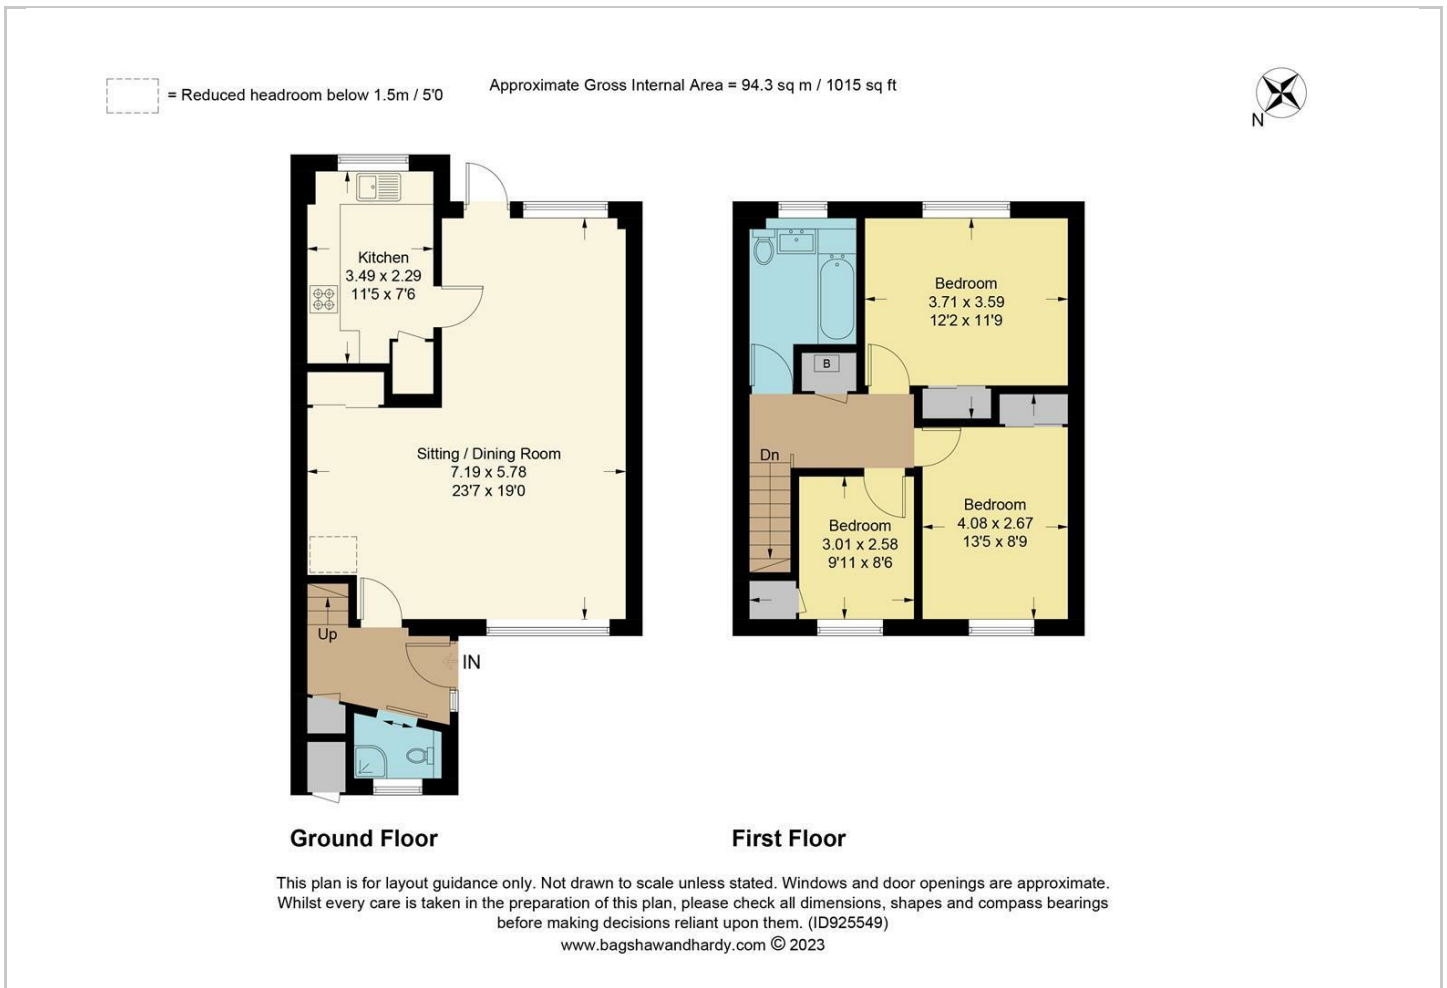 = Reduced headroom below 1.5m / 5'0
Approximate Gross Internal Area = 94.3 sq m / 1015 sq ft
N
Kitchen
3.49 x 2.29
11'5 x 7'6
Sitting / Dining Room
7.19 x 5.78
23'7 x 19'0
Up
IN
B
Bedroom
3.71 x 3.59
12'2 x 11'9
Dn
Bedroom
3.01 x 2.58
9'11 x 8'6
Bedroom
4.08 x 2.67
13'5 x 8'9
Ground Floor
First Floor
This plan is for layout guidance only. Not drawn to scale unless stated. Windows and door openings are approximate.
Whilst every care is taken in the preparation of this plan, please check all dimensions, shapes and compass bearings
before making decisions reliant upon them. (ID925549)
www.bagshawandhardy.com © 2023